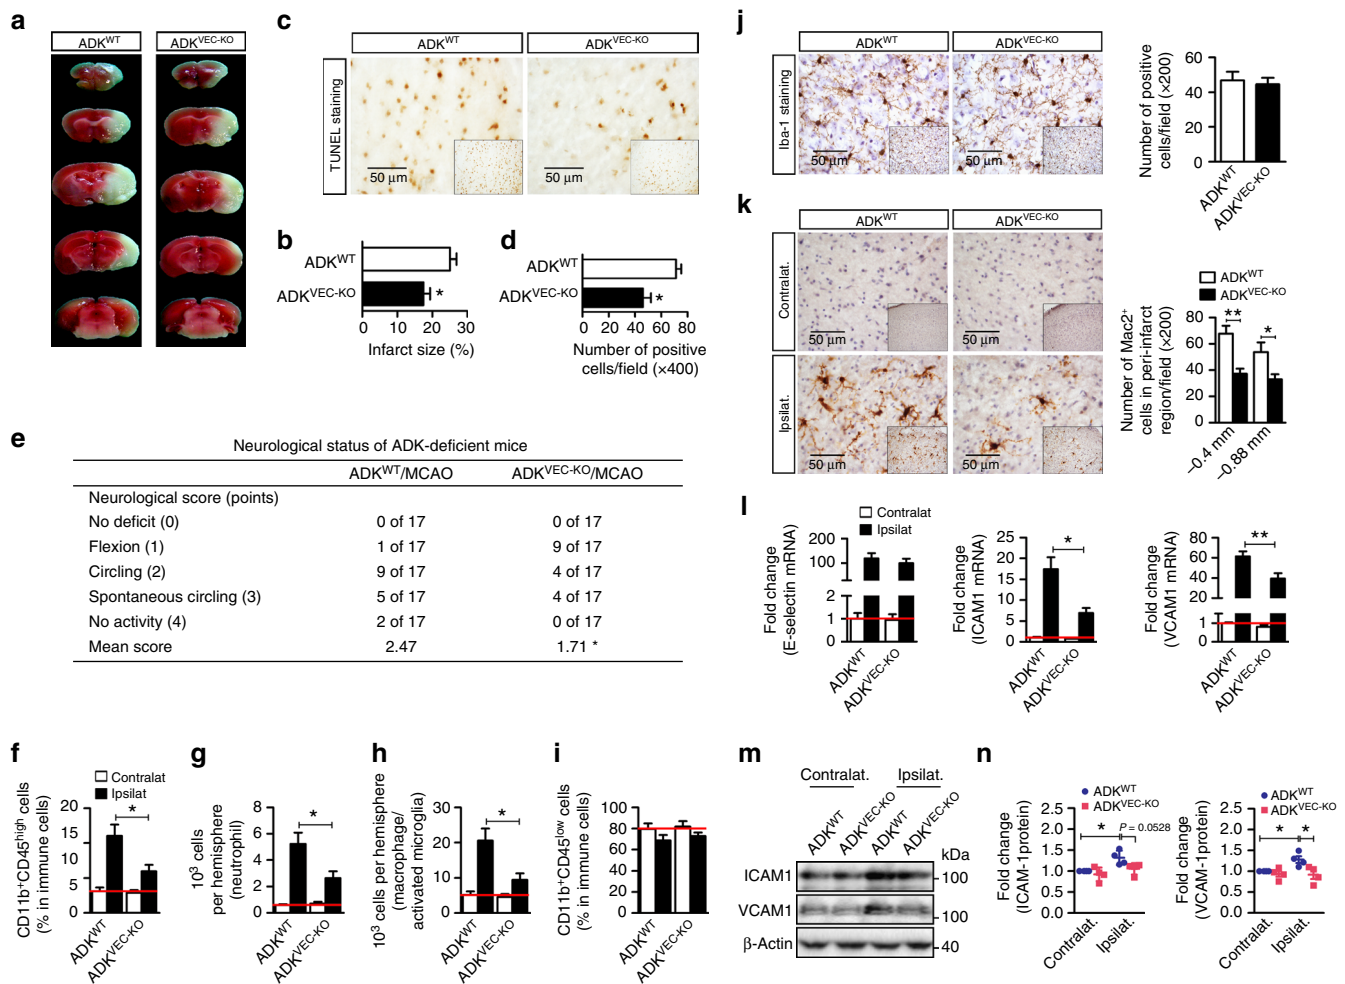 a
ADKWT ADKVEC-KO
c
ADKWT ADKVEC-KO
TUNEL staining
50 μm 50 μm
b
ADKWT
ADKVEC-KO
*
0 10 20 30
Infarct size (%)
d
ADKWT
ADKVEC-KO
*
0 20 40 60 80
Number of positive
cells/field (×400)
e
Neurological status of ADK-deficient mice
ADKWT/MCAO ADKVEC-KO/MCAO
Neurological score (points)
No deficit (0) 0 of 17 0 of 17
Flexion (1) 1 of 17 9 of 17
Circling (2) 9 of 17 4 of 17
Spontaneous circling (3) 5 of 17 4 of 17
No activity (4) 2 of 17 0 of 17
Mean score 2.47 1.71 *
f
Contralat
Ipsilat
CD11b+CD45high cells
(% in immune cells)
20
15
10
5
0
*
ADKWT
ADKVEC-KO
g
10³ cells
per hemisphere
(neutrophil)
8
6
4
2
0
*
ADKWT
ADKVEC-KO
h
10³ cells per hemisphere
(macrophage/
activated microglia)
30
20
10
0
*
ADKWT
ADKVEC-KO
i
CD11b+CD45low cells
(% in immune cells)
100
80
60
40
20
0
ADKWT
ADKVEC-KO
j
ADKWT ADKVEC-KO
Iba-1 staining
50 μm 50 μm
Number of positive
cells/field (×200)
60
40
20
0
ADKWT
ADKVEC-KO
k
ADKWT ADKVEC-KO
Contralat.
50 μm 50 μm
Ipsilat.
50 μm 50 μm
ADKWT
ADKVEC-KO
Number of Mac2+
cells in peri-infarct
region/field (×200)
80
60
40
20
0
** *
−0.4 mm
−0.88 mm
l
Contralat
Ipsilat
Fold change
(E-selectin mRNA)
200
100
2
1
0
ADKWT
ADKVEC-KO
Fold change
(ICAM1 mRNA)
25
20
15
10
5
0
*
ADKWT
ADKVEC-KO
Fold change
(VCAM1 mRNA)
80
60
40
20
1
0
**
ADKWT
ADKVEC-KO
m
Contralat. Ipsilat.
ADKWT ADKVEC-KO ADKWT ADKVEC-KO
kDa
ICAM1 100
VCAM1 100
β-Actin 40
n
ADKWT
ADKVEC-KO
Fold change
(ICAM-1protein)
2.5
2.0
1.5
1.0
0.5
0.0
* P = 0.0528
Contralat.
Ipsilat.
ADKWT
ADKVEC-KO
Fold change
(VCAM-1protein)
2.5
2.0
1.5
1.0
0.5
0.0
* *
Contralat.
Ipsilat.